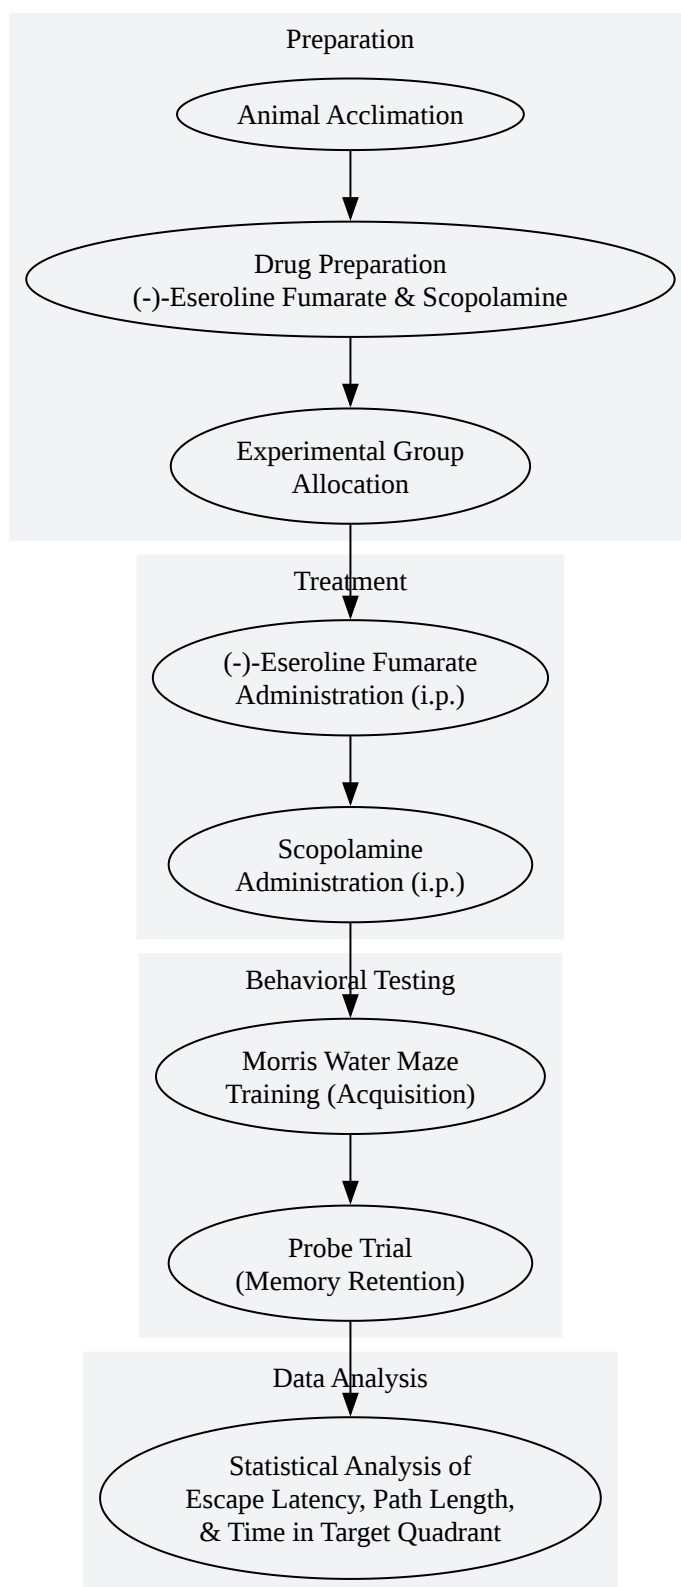 Preparation
Animal Acclimation
Drug Preparation
(-)-Eseroline Fumarate & Scopolamine
Experimental Group
Allocation
Treatment
(-)-Eseroline Fumarate
Administration (i.p.)
Scopolamine
Administration (i.p.)
Behavioral Testing
Morris Water Maze
Training (Acquisition)
Probe Trial
(Memory Retention)
Data Analysis
Statistical Analysis of
Escape Latency, Path Length,
& Time in Target Quadrant